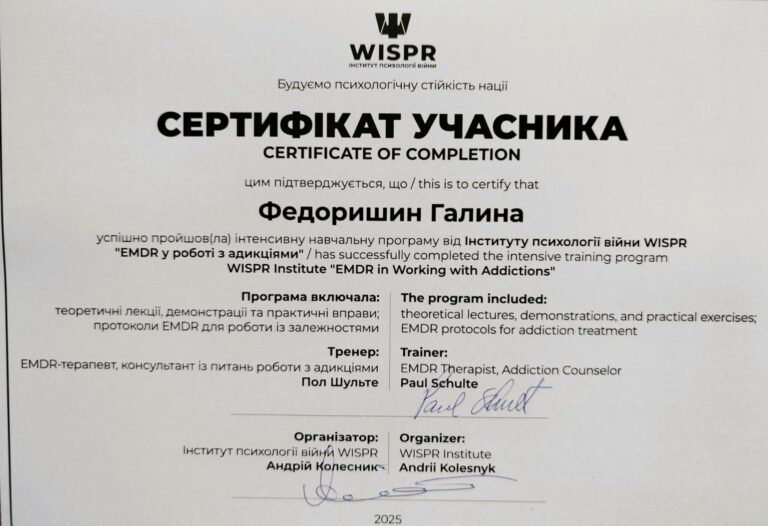 WISPR
ІНСТИТУТ ПСИХОЛОГІЇ ВІЙНИ
Будуємо психологічну стійкість нації
СЕРТИФІКАТ УЧАСНИКА
CERTIFICATE OF COMPLETION
цим підтверджується, що / this is to certify that
Федоришин Галина
успішно пройшов(ла) інтенсивну навчальну програму від Інституту психології війни WISPR
"EMDR у роботі з адикціями" / has successfully completed the intensive training program
WISPR Institute "EMDR in Working with Addictions"
Програма включала:
теоретичні лекції, демонстрації та практичні вправи;
протоколи EMDR для роботи із залежностями
The program included:
theoretical lectures, demonstrations, and practical exercises;
EMDR protocols for addiction treatment
Тренер:
EMDR-терапевт, консультант із питань роботи з адикціями
Пол Шульте
Trainer:
EMDR Therapist, Addiction Counselor
Paul Schulte
Paul Schult
Організатор:
Інститут психології війни WISPR
Андрій Колесник
Organizer:
WISPR Institute
Andrii Kolesnyk
2025